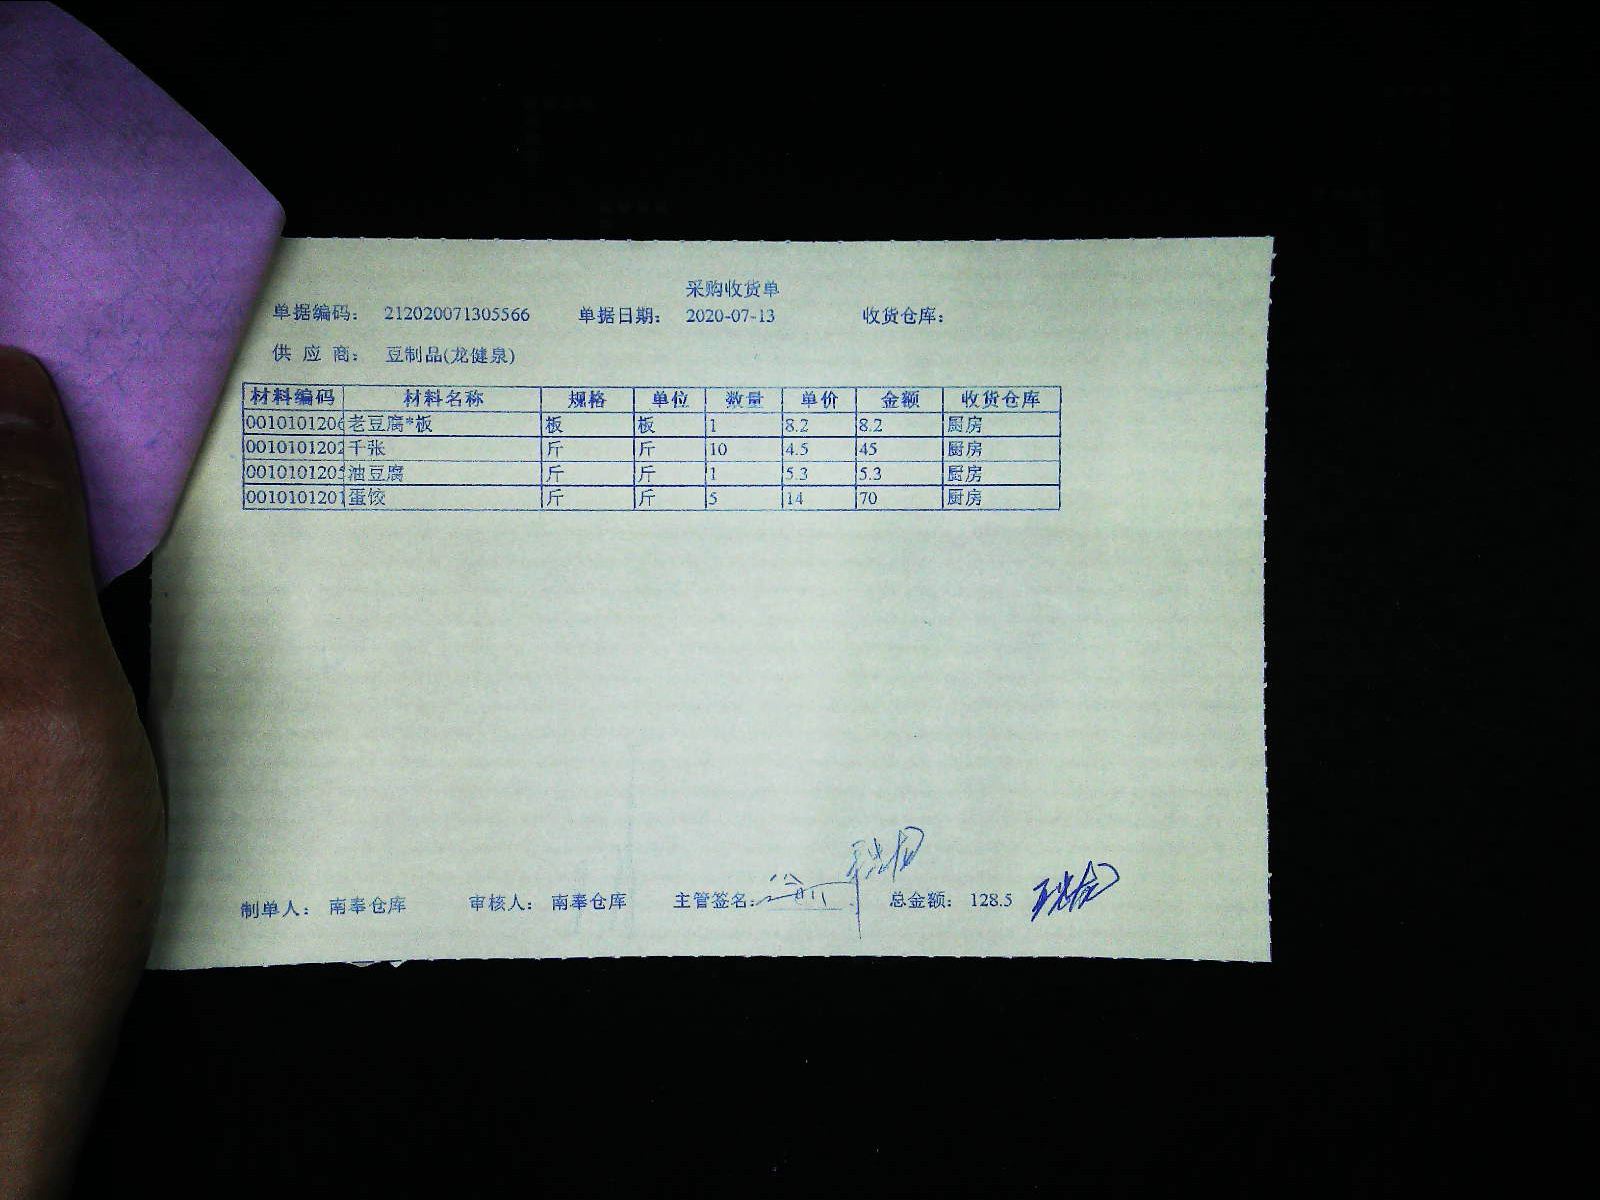 采购收货单
单据编码: 212020071305566 单据日期: 2020-07-13 收货仓库:
供 应 商: 豆制品(龙健泉)
材料编码 材料名称 规格 单位 数量 单价 金额 收货仓库
0010101206 老豆腐*板 板 板 1 8.2 8.2 厨房
0010101202 千张 斤 斤 10 4.5 45 厨房
0010101205 油豆腐 斤 斤 1 5.3 5.3 厨房
0010101201 蛋饺 斤 斤 5 14 70 厨房
制单人: 南奉仓库 审核人: 南奉仓库 主管签名: 总金额: 128.5